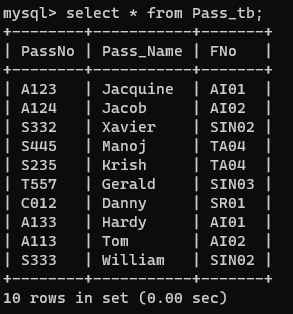 mysql> select * from Pass_tb;
+--------+-----------+-------+
| PassNo | Pass_Name | FNo   |
+--------+-----------+-------+
| A123   | Jacquine  | AI01  |
| A124   | Jacob     | AI02  |
| S332   | Xavier    | SIN02 |
| S445   | Manoj     | TA04  |
| S235   | Krish     | TA04  |
| T557   | Gerald    | SIN03 |
| C012   | Danny     | SR01  |
| A133   | Hardy     | AI01  |
| A113   | Tom       | AI02  |
| S333   | William   | SIN02 |
+--------+-----------+-------+
10 rows in set (0.00 sec)